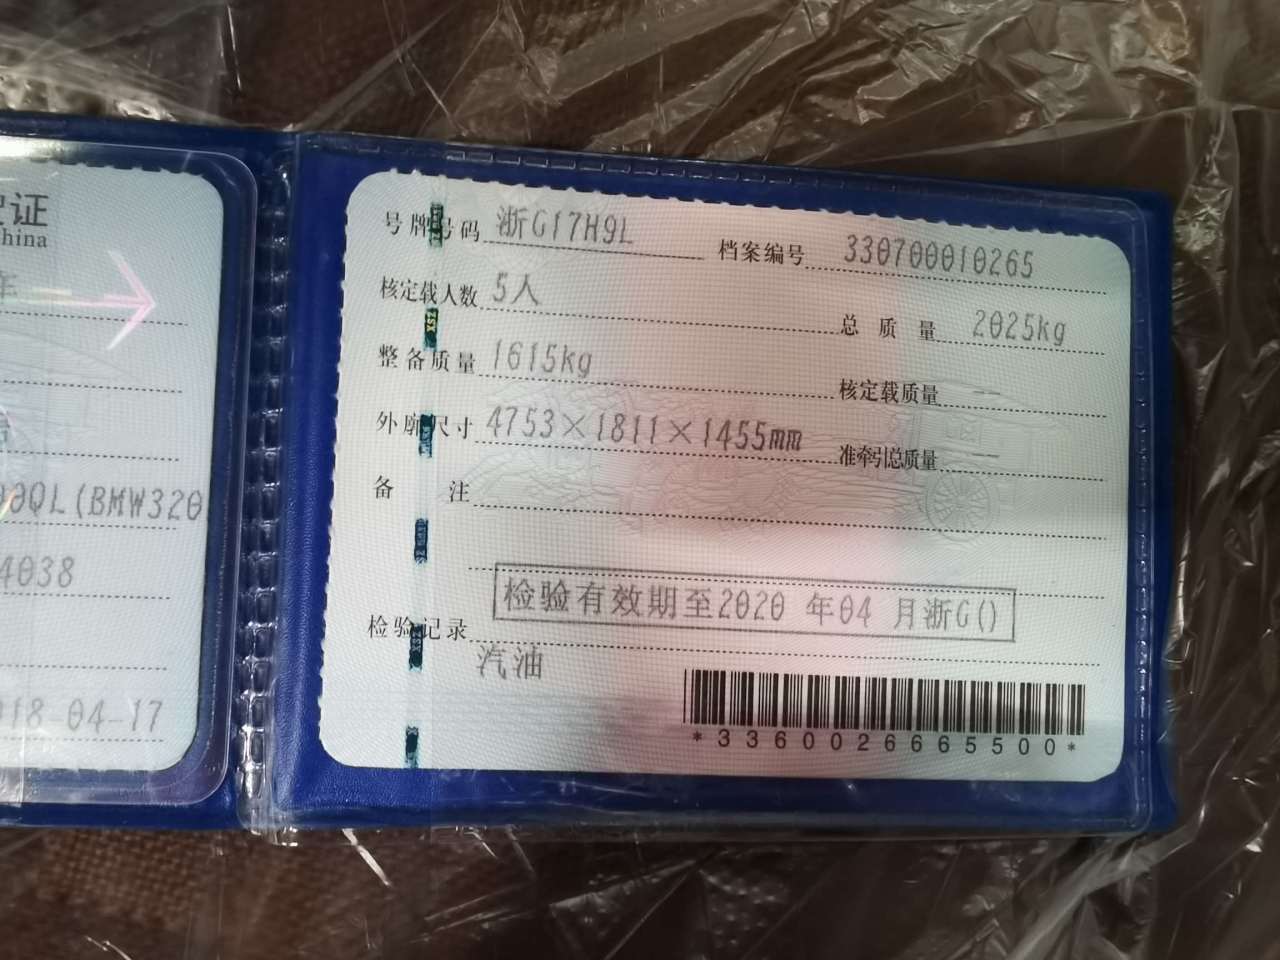 证
hina
年
QL(BMW320
4038
18-04-17
号牌号码 浙G17H9L 档案编号 330700010265
核定载人数 5人 总质量 2025kg
整备质量 1615kg 核定载质量 --
外廓尺寸 4753×1811×1455mm 准牵引总质量 --
备 注
检验有效期至2020 年04 月浙G()
检验记录
汽油
*3360026665500*